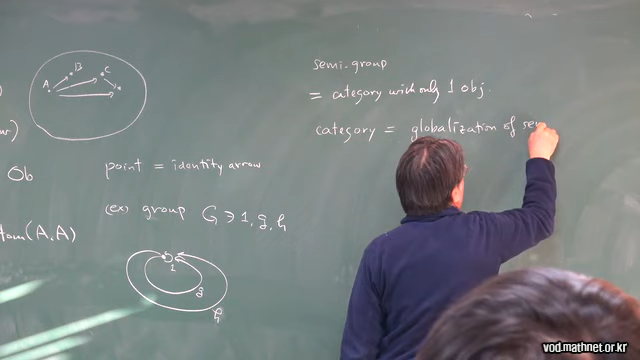 A B C
Ob
Hom(A,A)
point = identity arrow
(ex) group G ∋ 1, g, h
1
g
h
semi-group
= category with only 1 obj.
category = globalization of se
vod.mathnet.or.kr